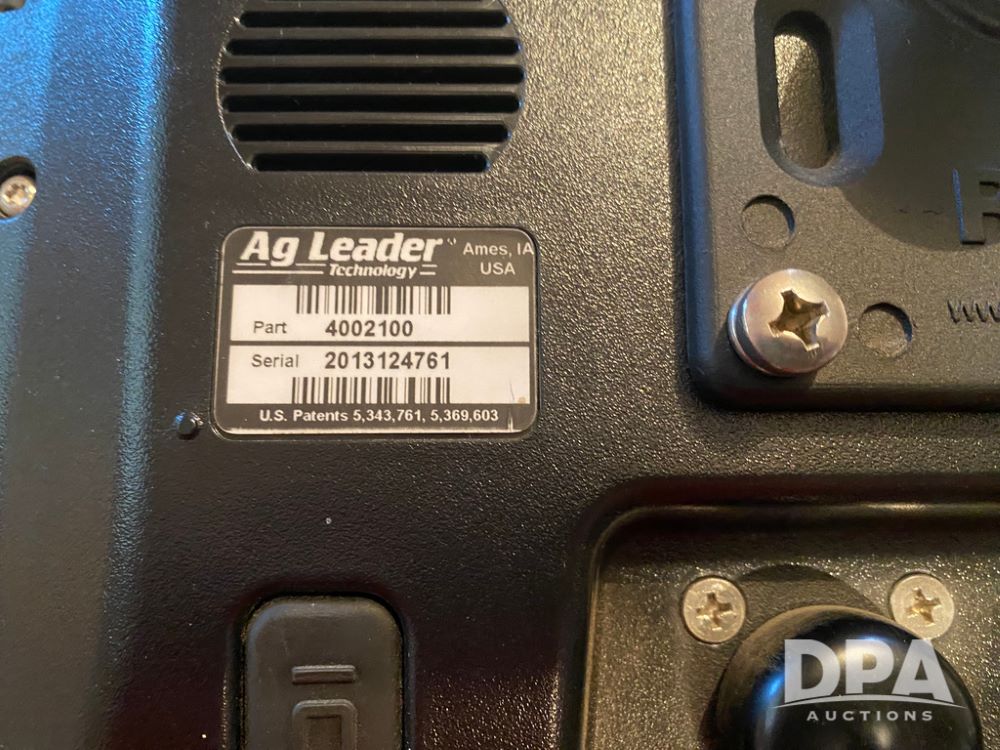 Ag Leader Ames, IA
Technology USA
Part 4002100
Serial 2013124761
U.S. Patents 5,343,761, 5,369,603
www
DPA
AUCTIONS